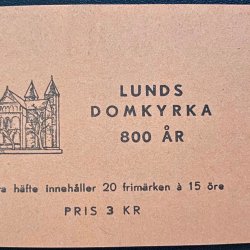 LUNDS
DOMKYRKA
800 ÅR
häfte innehåller 20 frimärken à 15 öre
PRIS 3 KR